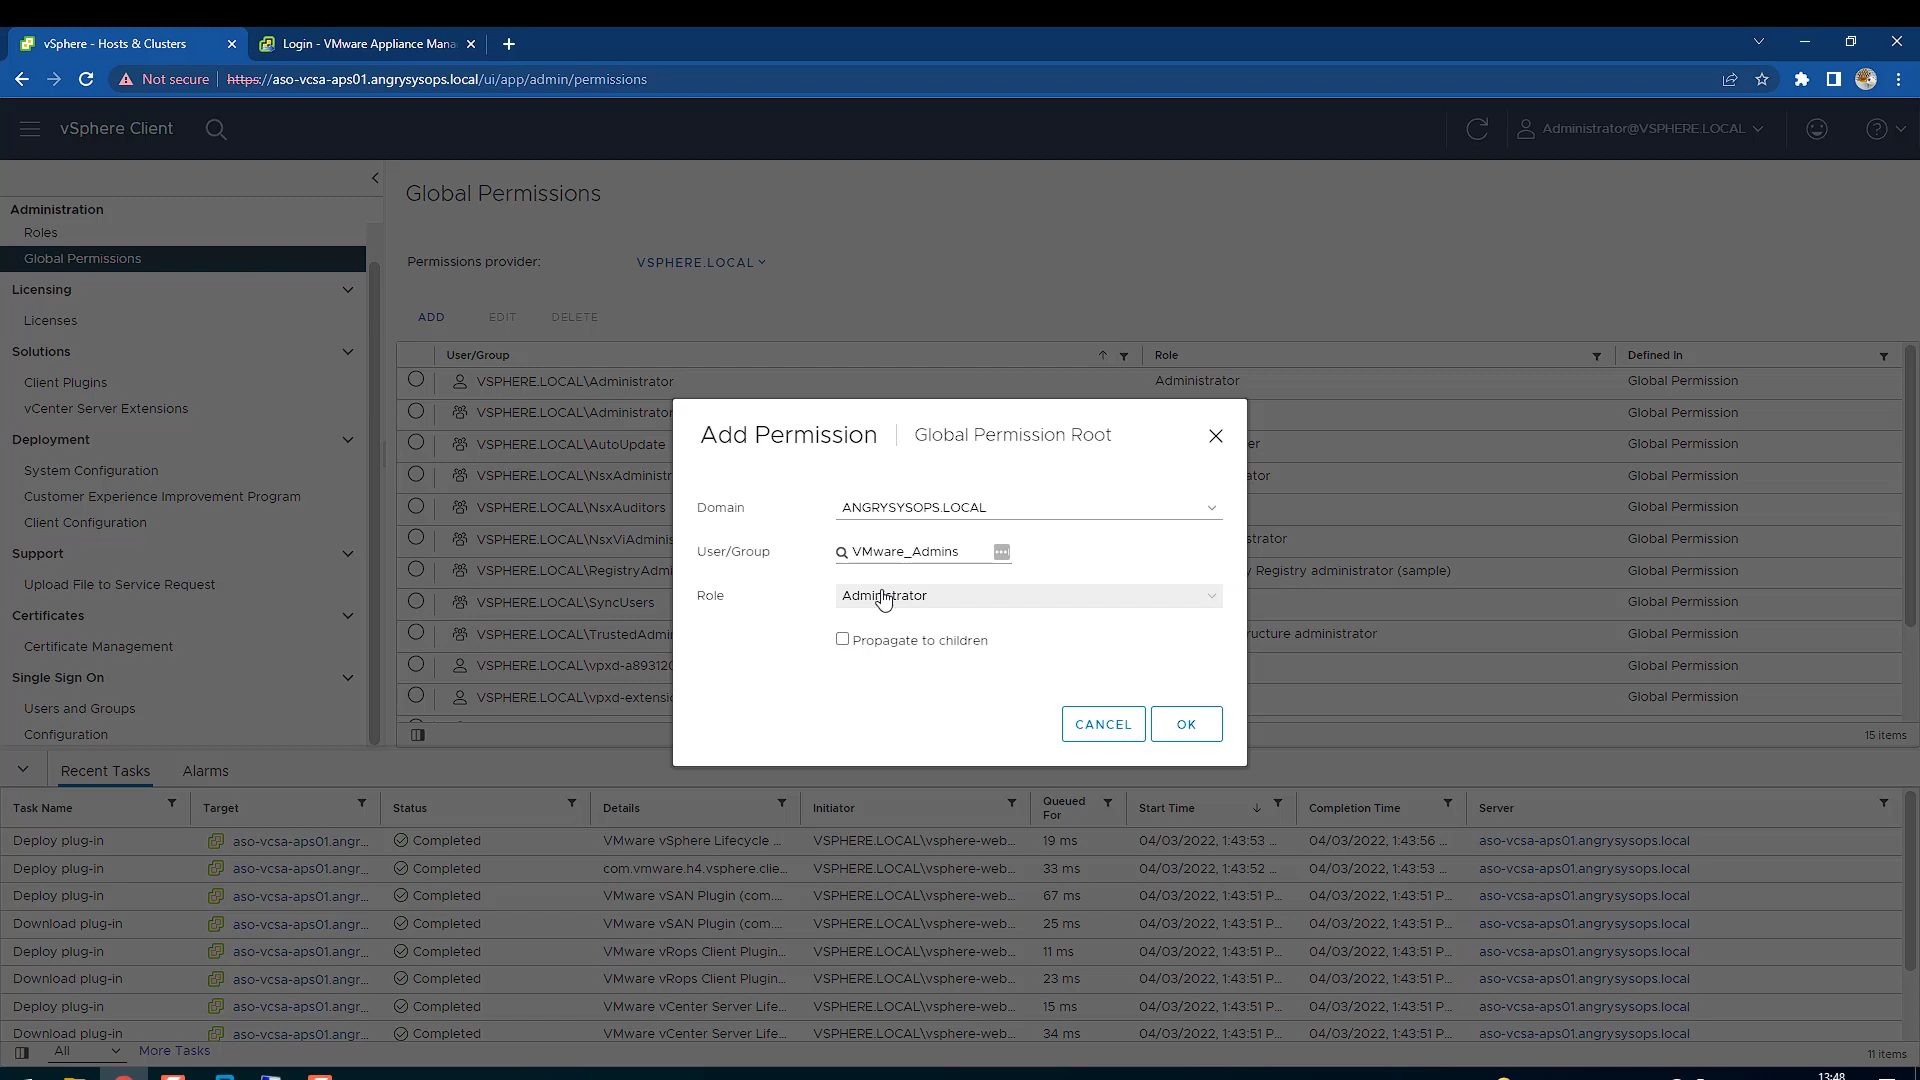 vSphere - Hosts & Clusters
Login - VMware Appliance Mana
Not secure https://aso-vcsa-aps01.angrysysops.local/ui/app/admin/permissions
vSphere Client
Administrator@VSPHERE.LOCAL
Administration
Roles
Global Permissions
Licensing
Licenses
Solutions
Client Plugins
vCenter Server Extensions
Deployment
System Configuration
Customer Experience Improvement Program
Client Configuration
Support
Upload File to Service Request
Certificates
Certificate Management
Single Sign On
Users and Groups
Configuration
Global Permissions
Permissions provider: VSPHERE.LOCAL
ADD EDIT DELETE
User/Group Role Defined In
VSPHERE.LOCAL\Administrator Administrator Global Permission
VSPHERE.LOCAL\Administrator Global Permission
VSPHERE.LOCAL\AutoUpdate er Global Permission
VSPHERE.LOCAL\NsxAdministr ator Global Permission
VSPHERE.LOCAL\NsxAuditors Global Permission
VSPHERE.LOCAL\NsxViAdminis trator Global Permission
VSPHERE.LOCAL\RegistryAdmi y Registry administrator (sample) Global Permission
VSPHERE.LOCAL\SyncUsers Global Permission
VSPHERE.LOCAL\TrustedAdmi ructure administrator Global Permission
VSPHERE.LOCAL\vpxd-a893120 Global Permission
VSPHERE.LOCAL\vpxd-extensio Global Permission
15 items
Add Permission Global Permission Root
Domain ANGRYSYSOPS.LOCAL
User/Group VMware_Admins
Role Administrator
Propagate to children
CANCEL OK
Recent Tasks Alarms
Task Name Target Status Details Initiator Queued For Start Time Completion Time Server
Deploy plug-in aso-vcsa-aps01.angr... Completed VMware vSphere Lifecycle ... VSPHERE.LOCAL\vsphere-web... 19 ms 04/03/2022, 1:43:53 ... 04/03/2022, 1:43:56 ... aso-vcsa-aps01.angrysysops.local
Deploy plug-in aso-vcsa-aps01.angr... Completed com.vmware.h4.vsphere.clie... VSPHERE.LOCAL\vsphere-web... 33 ms 04/03/2022, 1:43:52 ... 04/03/2022, 1:43:53 ... aso-vcsa-aps01.angrysysops.local
Deploy plug-in aso-vcsa-aps01.angr... Completed VMware vSAN Plugin (com.... VSPHERE.LOCAL\vsphere-web... 67 ms 04/03/2022, 1:43:51 P... 04/03/2022, 1:43:52 P... aso-vcsa-aps01.angrysysops.local
Download plug-in aso-vcsa-aps01.angr... Completed VMware vSAN Plugin (com.... VSPHERE.LOCAL\vsphere-web... 25 ms 04/03/2022, 1:43:51 P... 04/03/2022, 1:43:51 P... aso-vcsa-aps01.angrysysops.local
Deploy plug-in aso-vcsa-aps01.angr... Completed VMware vRops Client Plugin... VSPHERE.LOCAL\vsphere-web... 11 ms 04/03/2022, 1:43:51 P... 04/03/2022, 1:43:51 P... aso-vcsa-aps01.angrysysops.local
Download plug-in aso-vcsa-aps01.angr... Completed VMware vRops Client Plugin... VSPHERE.LOCAL\vsphere-web... 23 ms 04/03/2022, 1:43:51 P... 04/03/2022, 1:43:51 P... aso-vcsa-aps01.angrysysops.local
Deploy plug-in aso-vcsa-aps01.angr... Completed VMware vCenter Server Life... VSPHERE.LOCAL\vsphere-web... 15 ms 04/03/2022, 1:43:51 P... 04/03/2022, 1:43:51 P... aso-vcsa-aps01.angrysysops.local
Download plug-in aso-vcsa-aps01.angr... Completed VMware vCenter Server Life... VSPHERE.LOCAL\vsphere-web... 34 ms 04/03/2022, 1:43:51 P... 04/03/2022, 1:43:51 P... aso-vcsa-aps01.angrysysops.local
All More Tasks 11 items
13:48